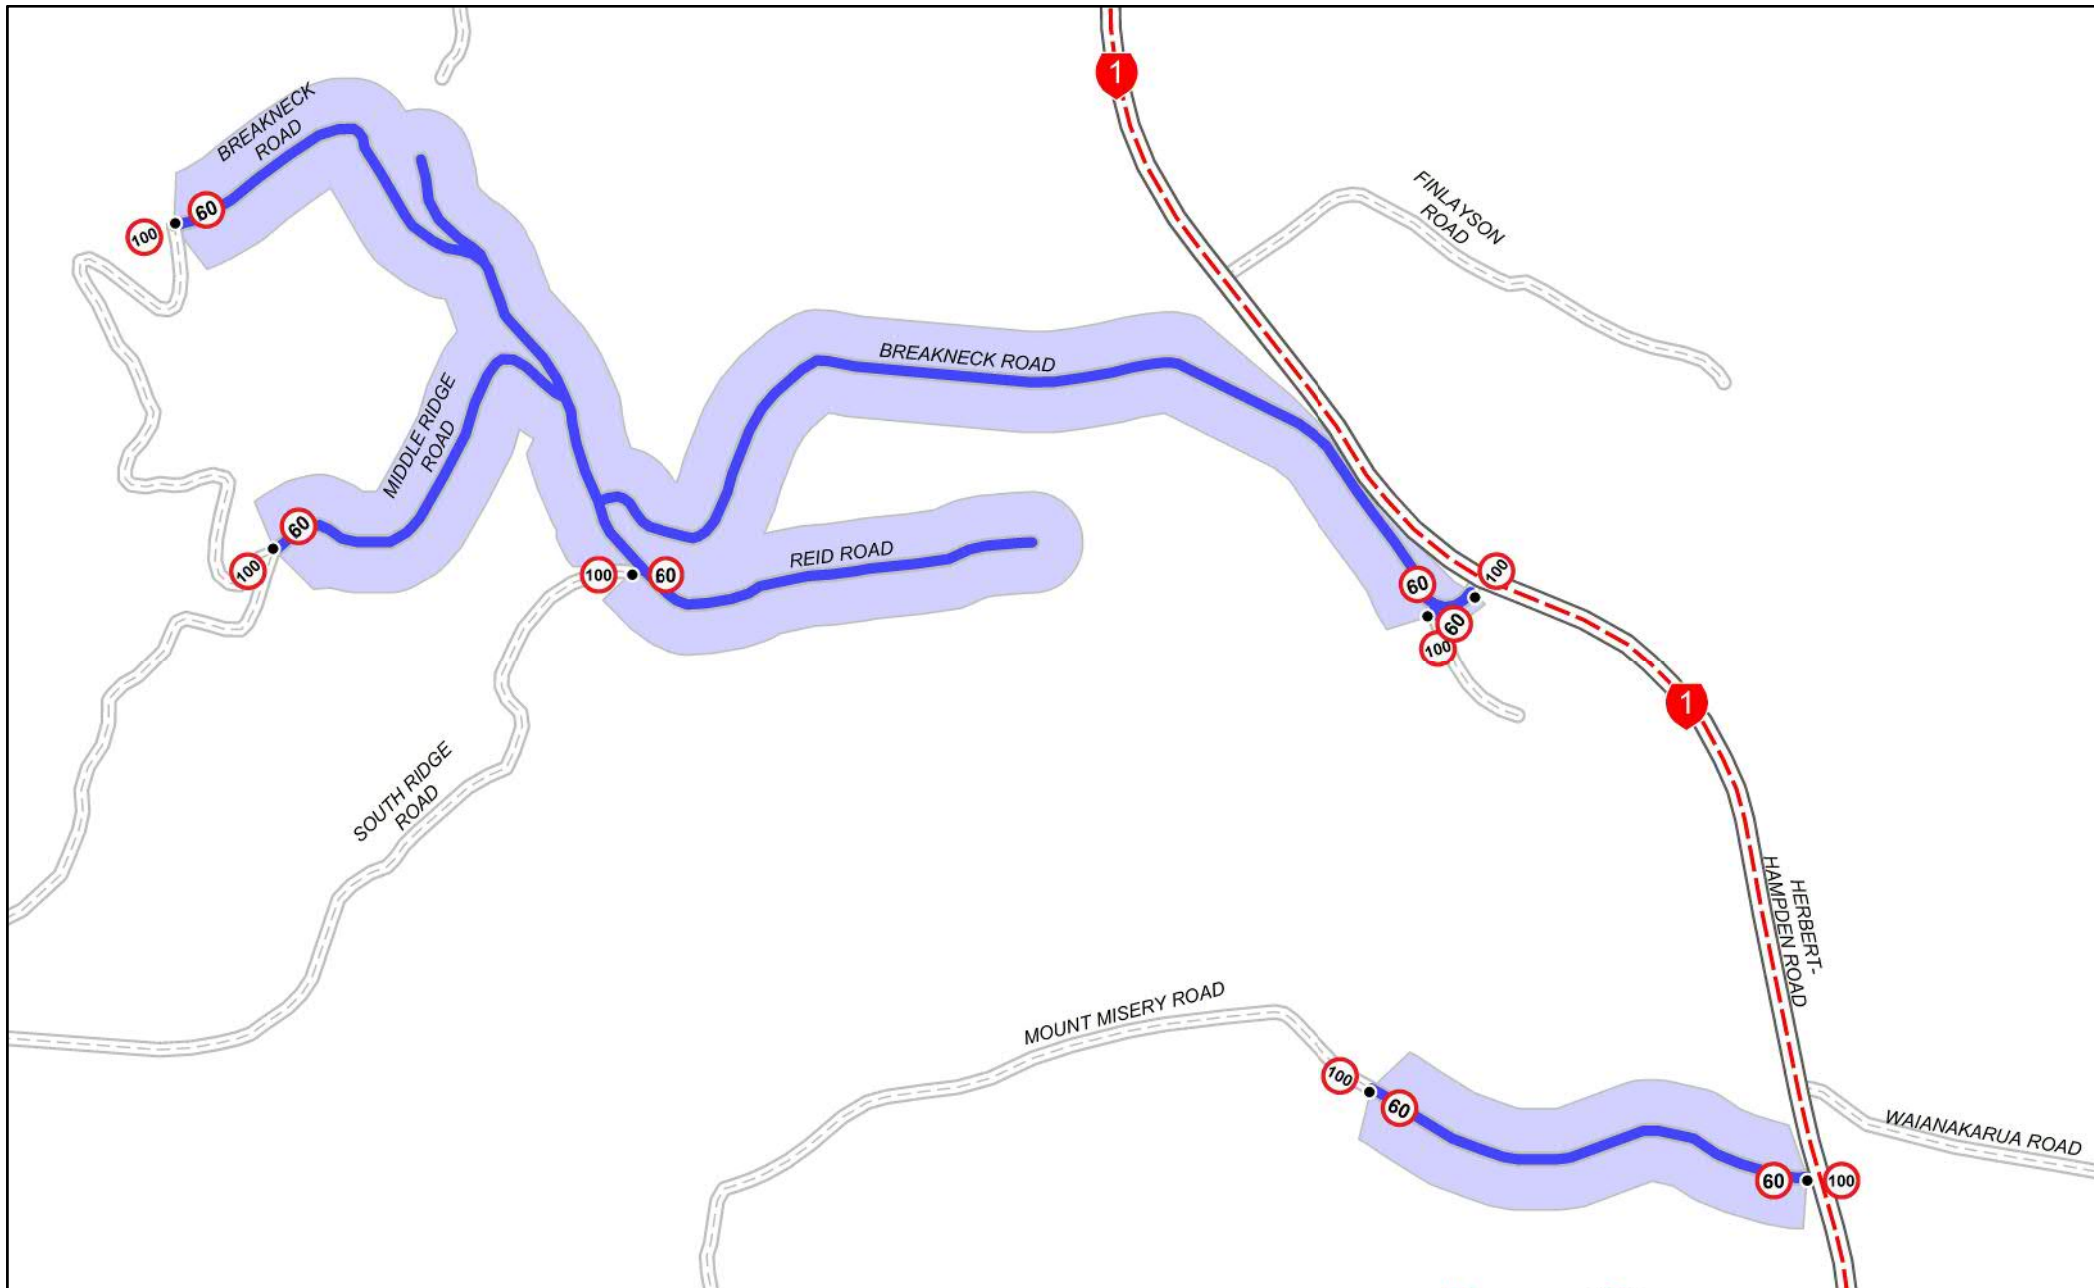 1
BREAKNECK
ROAD
FINLAYSON
ROAD
60
100
BREAKNECK ROAD
MIDDLE RIDGE
ROAD
60
100
REID ROAD
100
60
60
100
60
100
1
SOUTH RIDGE
ROAD
HERBERT-
HAMPDEN ROAD
MOUNT MISERY ROAD
100
60
WAIANAKARUA ROAD
60
100